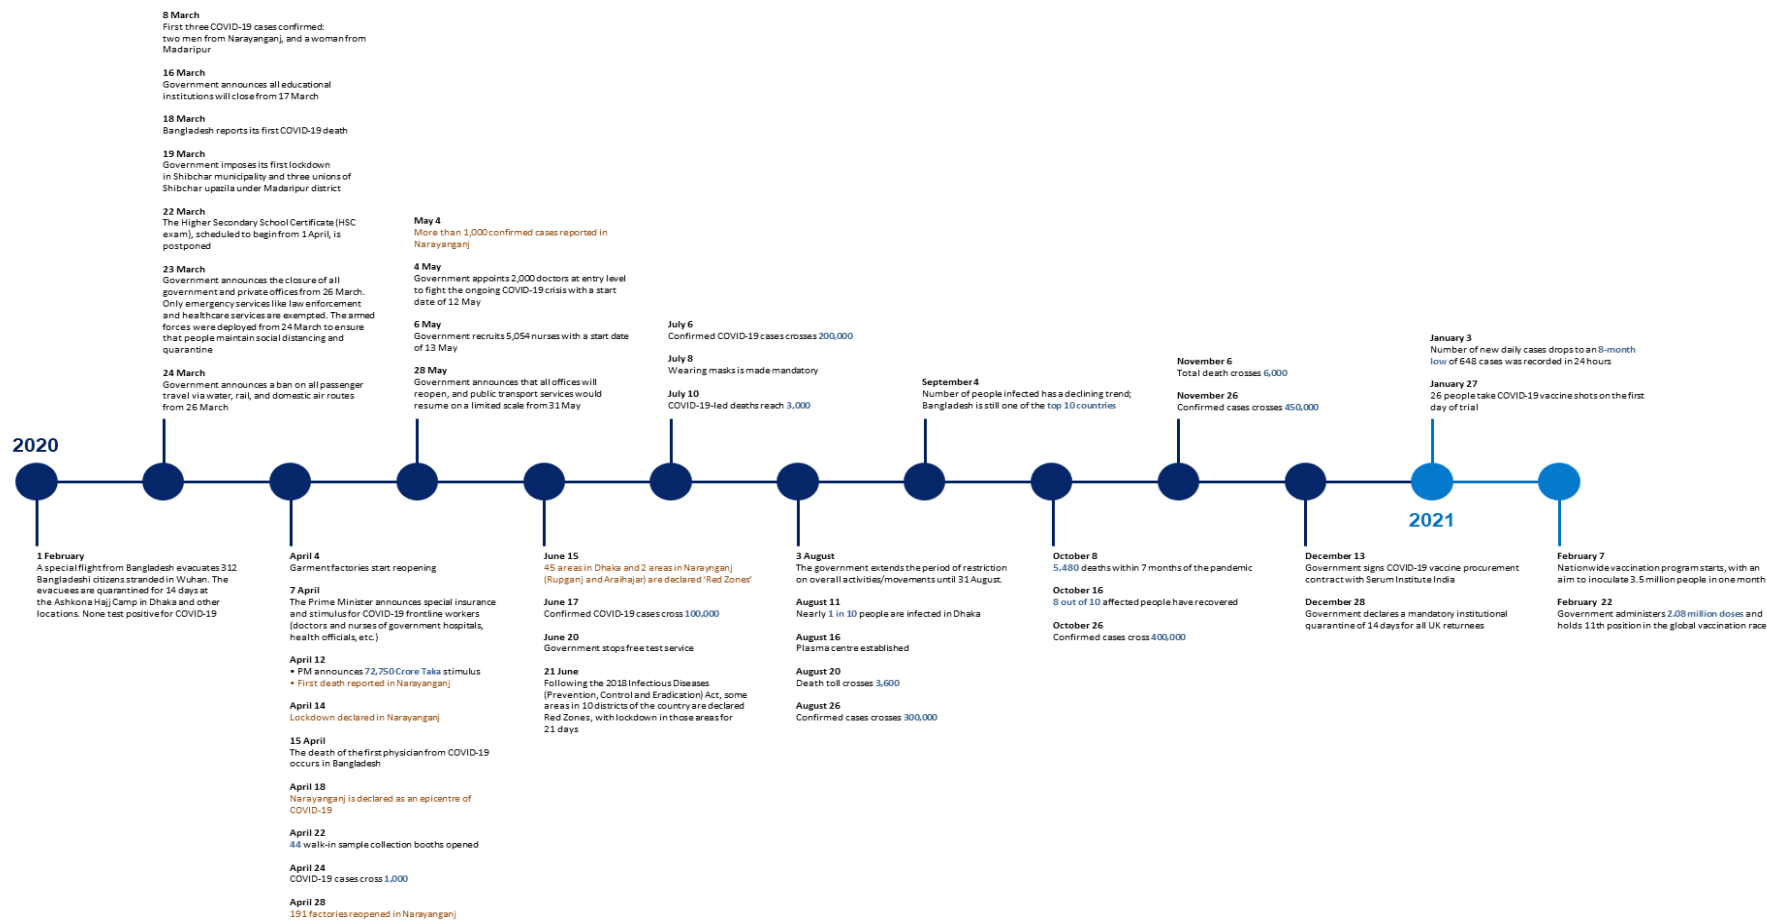 8 March
First three COVID-19 cases confirmed:
two men from Narayanganj, and a woman from
Madaripur
16 March
Government announces all educational
institutions will close from 17 March
18 March
Bangladesh reports its first COVID-19 death
19 March
Government imposes its first lockdown
in Shibchar municipality and three unions of
Shibchar upazila under Madaripur district
22 March
The Higher Secondary School Certificate (HSC
exam), scheduled to begin from 1 April, is
postponed
23 March
Government announces the closure of all
government and private offices from 26 March.
Only emergency services like law enforcement
and healthcare services are exempted. The armed
forces were deployed from 24 March to ensure
that people maintain social distancing and
quarantine
24 March
Government announces a ban on all passenger
travel via water, rail, and domestic air routes
from 26 March
May 4
More than 1,000 confirmed cases reported in
Narayanganj
4 May
Government appoints 2,000 doctors at entry level
to fight the ongoing COVID-19 crisis with a start
date of 12 May
6 May
Government recruits 5,054 nurses with a start date
of 13 May
28 May
Government announces that all offices will
reopen, and public transport services would
resume on a limited scale from 31 May
July 6
Confirmed COVID-19 cases crosses 200,000
July 8
Wearing masks is made mandatory
July 10
COVID-19-led deaths reach 3,000
September 4
Number of people infected has a declining trend;
Bangladesh is still one of the top 10 countries
November 6
Total death crosses 6,000
November 26
Confirmed cases crosses 450,000
January 3
Number of new daily cases drops to an 8-month
low of 648 cases was recorded in 24 hours
January 27
26 people take COVID-19 vaccine shots on the first
day of trial
2020
2021
1 February
A special flight from Bangladesh evacuates 312
Bangladeshi citizens stranded in Wuhan. The
evacuees are quarantined for 14 days at
the Ashkona Hajj Camp in Dhaka and other
locations. None test positive for COVID-19
April 4
Garment factories start reopening
7 April
The Prime Minister announces special insurance
and stimulus for COVID-19 frontline workers
(doctors and nurses of government hospitals,
health officials, etc.)
April 12
• PM announces 72,750 Crore Taka stimulus
• First death reported in Narayanganj
April 14
Lockdown declared in Narayanganj
15 April
The death of the first physician from COVID-19
occurs in Bangladesh
April 18
Narayanganj is declared as an epicentre of
COVID-19
April 22
44 walk-in sample collection booths opened
April 24
COVID-19 cases cross 1,000
April 28
191 factories reopened in Narayanganj
June 15
45 areas in Dhaka and 2 areas in Naraynganj
(Rupganj and Araihajar) are declared ‘Red Zones’
June 17
Confirmed COVID-19 cases cross 100,000
June 20
Government stops free test service
21 June
Following the 2018 Infectious Diseases
(Prevention, Control and Eradication) Act, some
areas in 10 districts of the country are declared
Red Zones, with lockdown in those areas for
21 days
3 August
The government extends the period of restriction
on overall activities/movements until 31 August.
August 11
Nearly 1 in 10 people are infected in Dhaka
August 16
Plasma centre established
August 20
Death toll crosses 3,600
August 26
Confirmed cases crosses 300,000
October 8
5,480 deaths within 7 months of the pandemic
October 16
8 out of 10 affected people have recovered
October 26
Confirmed cases cross 400,000
December 13
Government signs COVID-19 vaccine procurement
contract with Serum Institute India
December 28
Government declares a mandatory institutional
quarantine of 14 days for all UK returnees
February 7
Nationwide vaccination program starts, with an
aim to inoculate 3.5 million people in one month
February 22
Government administers 2.08 million doses and
holds 11th position in the global vaccination race